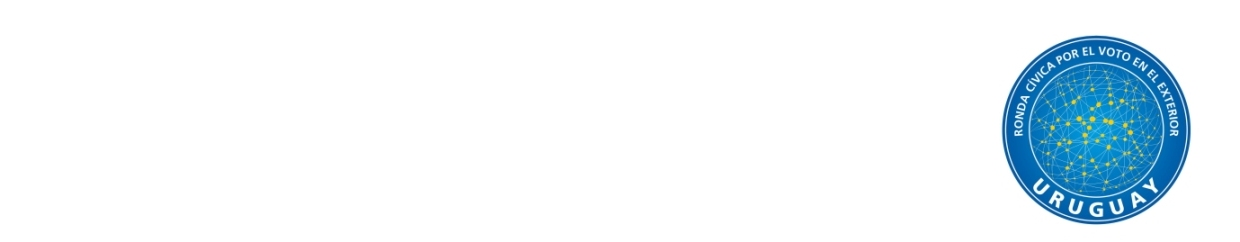 RONDA CÍVICA POR EL VOTO EN EL EXTERIOR
URUGUAY